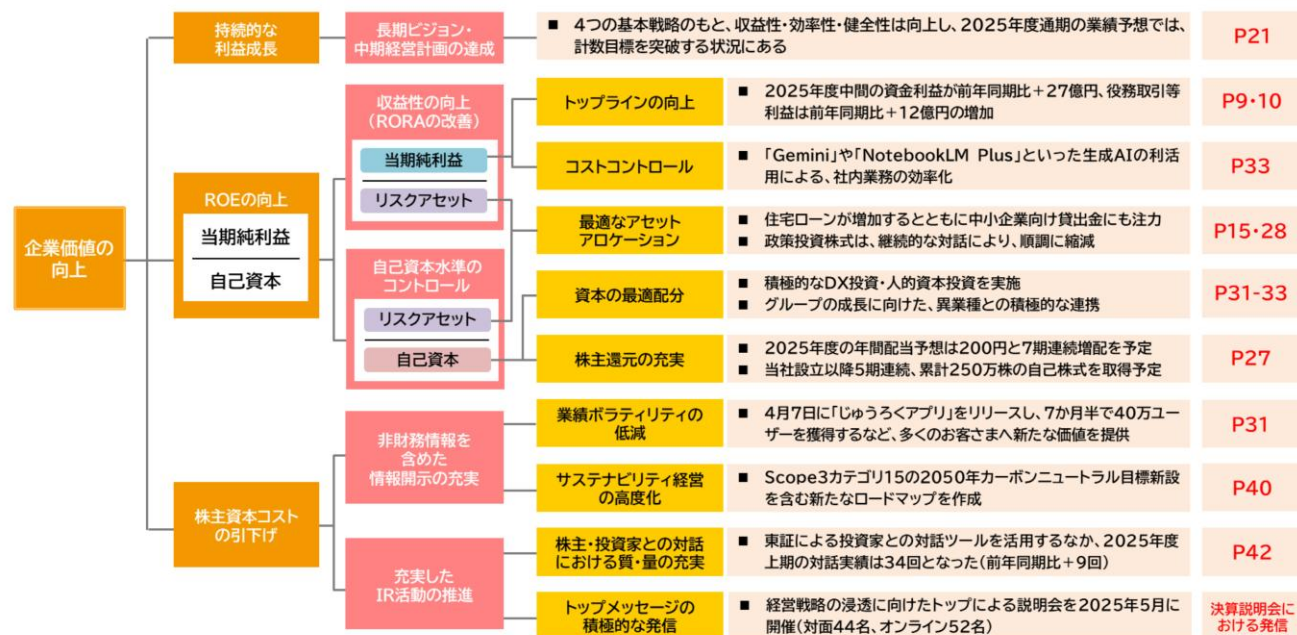 企業価値の
向上
持続的な
利益成長
長期ビジョン・
中期経営計画の達成
■ 4つの基本戦略のもと、収益性・効率性・健全性は向上し、2025年度通期の業績予想では、
計数目標を突破する状況にある
P21
ROEの向上
当期純利益
自己資本
収益性の向上
(RORAの改善)
当期純利益
リスクアセット
自己資本水準の
コントロール
リスクアセット
自己資本
トップラインの向上
■ 2025年度中間の資金利益が前年同期比+27億円、役務取引等
利益は前年同期比+12億円の増加
P9・10
コストコントロール
■ 「Gemini」や「NotebookLM Plus」といった生成AIの利活
用による、社内業務の効率化
P33
最適なアセット
アロケーション
■ 住宅ローンが増加するとともに中小企業向け貸出金にも注力
■ 政策投資株式は、継続的な対話により、順調に縮減
P15・28
資本の最適配分
■ 積極的なDX投資・人的資本投資を実施
■ グループの成長に向けた、異業種との積極的な連携
P31-33
株主還元の充実
■ 2025年度の年間配当予想は200円と7期連続増配を予定
■ 当社設立以降5期連続、累計250万株の自己株式を取得予定
P27
株主資本コスト
の引下げ
非財務情報を
含めた
情報開示の充実
業績ボラティリティの
低減
■ 4月7日に「じゅうろくアプリ」をリリースし、7か月半で40万ユー
ザーを獲得するなど、多くのお客さまへ新たな価値を提供
P31
サステナビリティ経営
の高度化
■ Scope3カテゴリ15の2050年カーボンニュートラル目標新設
を含む新たなロードマップを作成
P40
充実した
IR活動の推進
株主・投資家との対話
における質・量の充実
■ 東証による投資家との対話ツールを活用するなか、2025年度
上期の対話実績は34回となった(前年同期比+9回)
P42
トップメッセージの
積極的な発信
■ 経営戦略の浸透に向けたトップによる説明会を2025年5月に
開催(対面44名、オンライン52名)
決算説明会に
おける発信